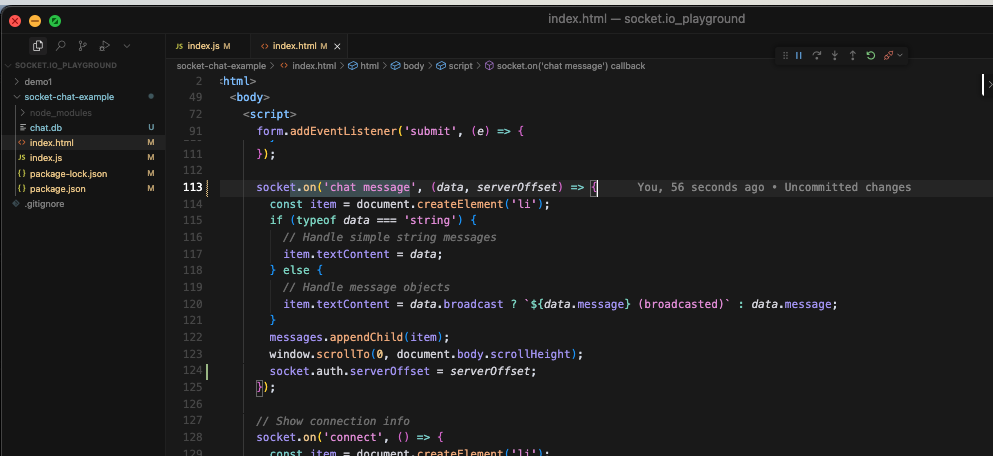 index.html — socket.io_playground
SOCKET.IO_PLAYGROUND
demo1
socket-chat-example
node_modules
chat.db U
index.html M
index.js M
package-lock.json M
package.json M
.gitignore
JS index.js M
index.html M
socket-chat-example > index.html > html > body > script > socket.on('chat message') callback
2 <html>
49 <body>
72 <script>
91 form.addEventListener('submit', (e) => {
111 });
112
113 socket.on('chat message', (data, serverOffset) => { You, 56 seconds ago • Uncommitted changes
114 const item = document.createElement('li');
115 if (typeof data === 'string') {
116 // Handle simple string messages
117 item.textContent = data;
118 } else {
119 // Handle message objects
120 item.textContent = data.broadcast ? `${data.message} (broadcasted)` : data.message;
121 }
122 messages.appendChild(item);
123 window.scrollTo(0, document.body.scrollHeight);
124 socket.auth.serverOffset = serverOffset;
125 });
126
127 // Show connection info
128 socket.on('connect', () => {
129 const item = document.createElement('li');